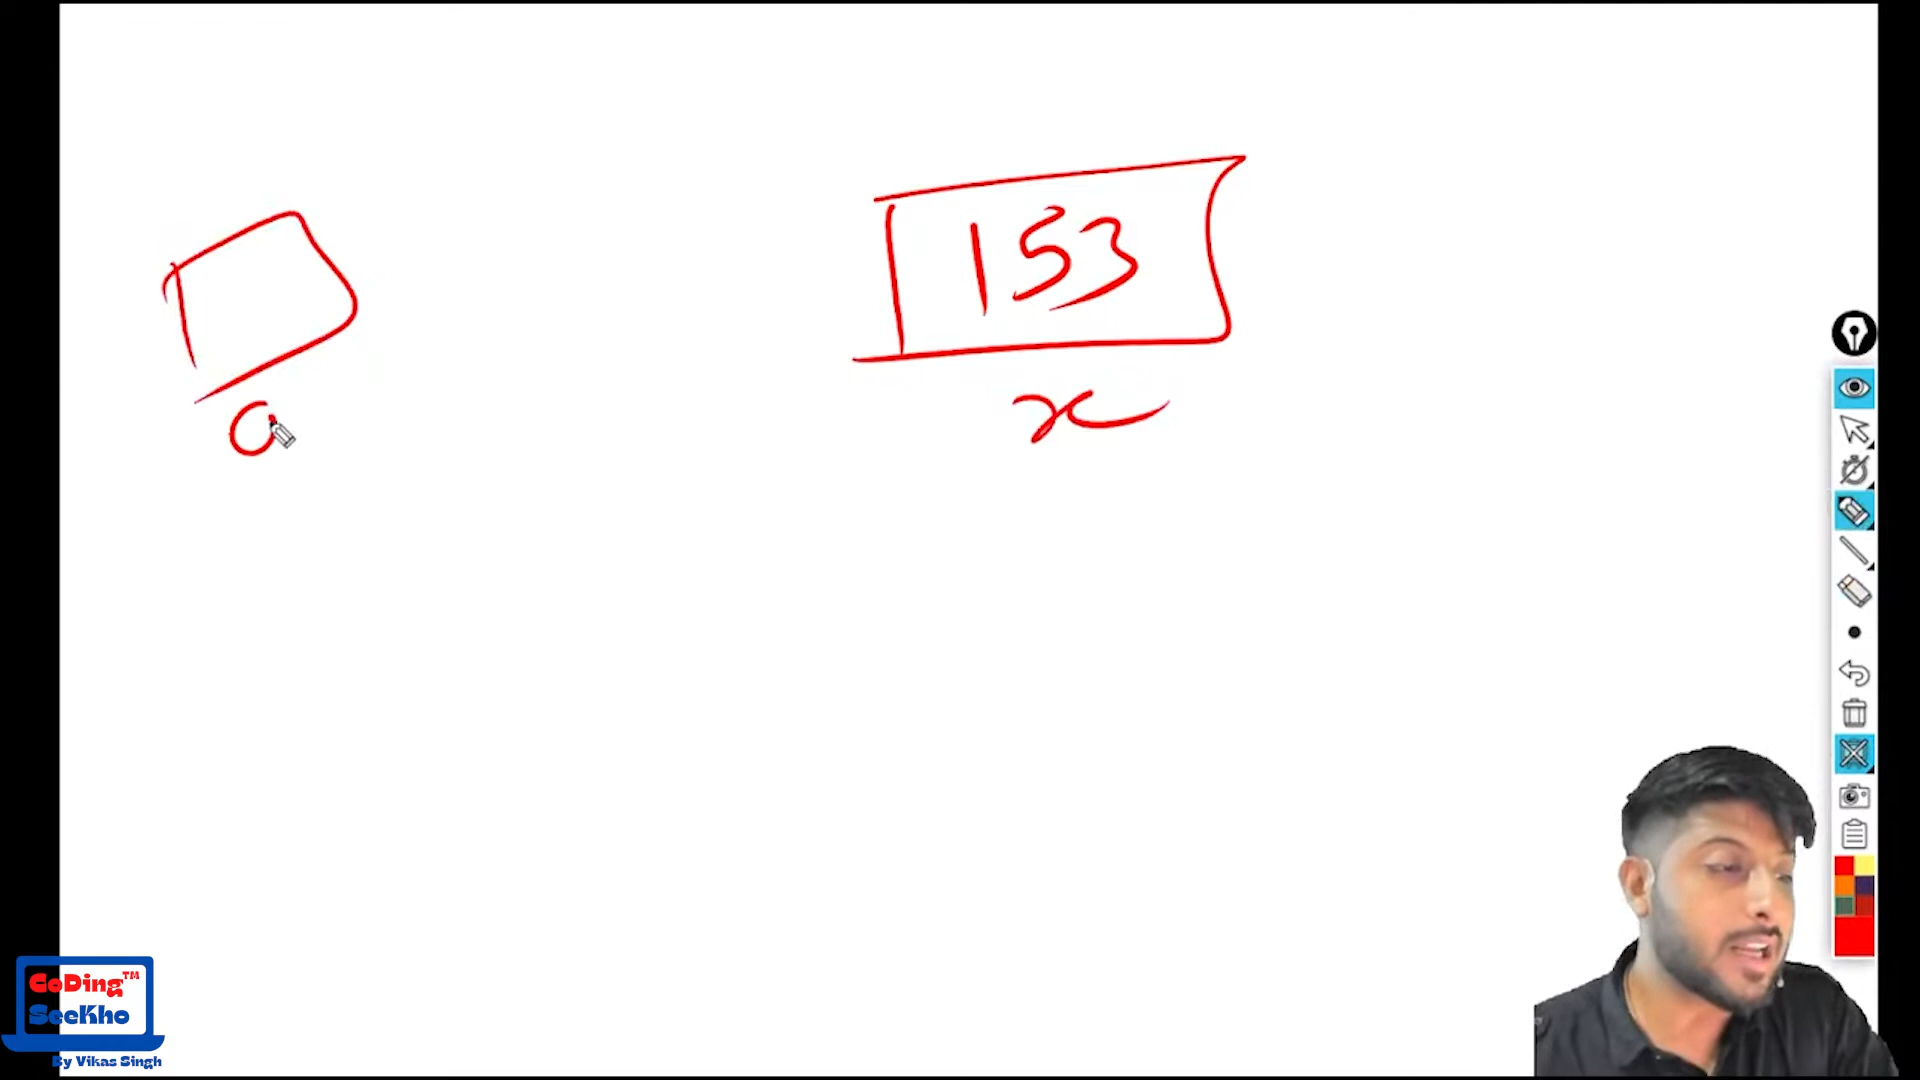 153
a
x
CoDing™
SeeKho
By Vikas Singh